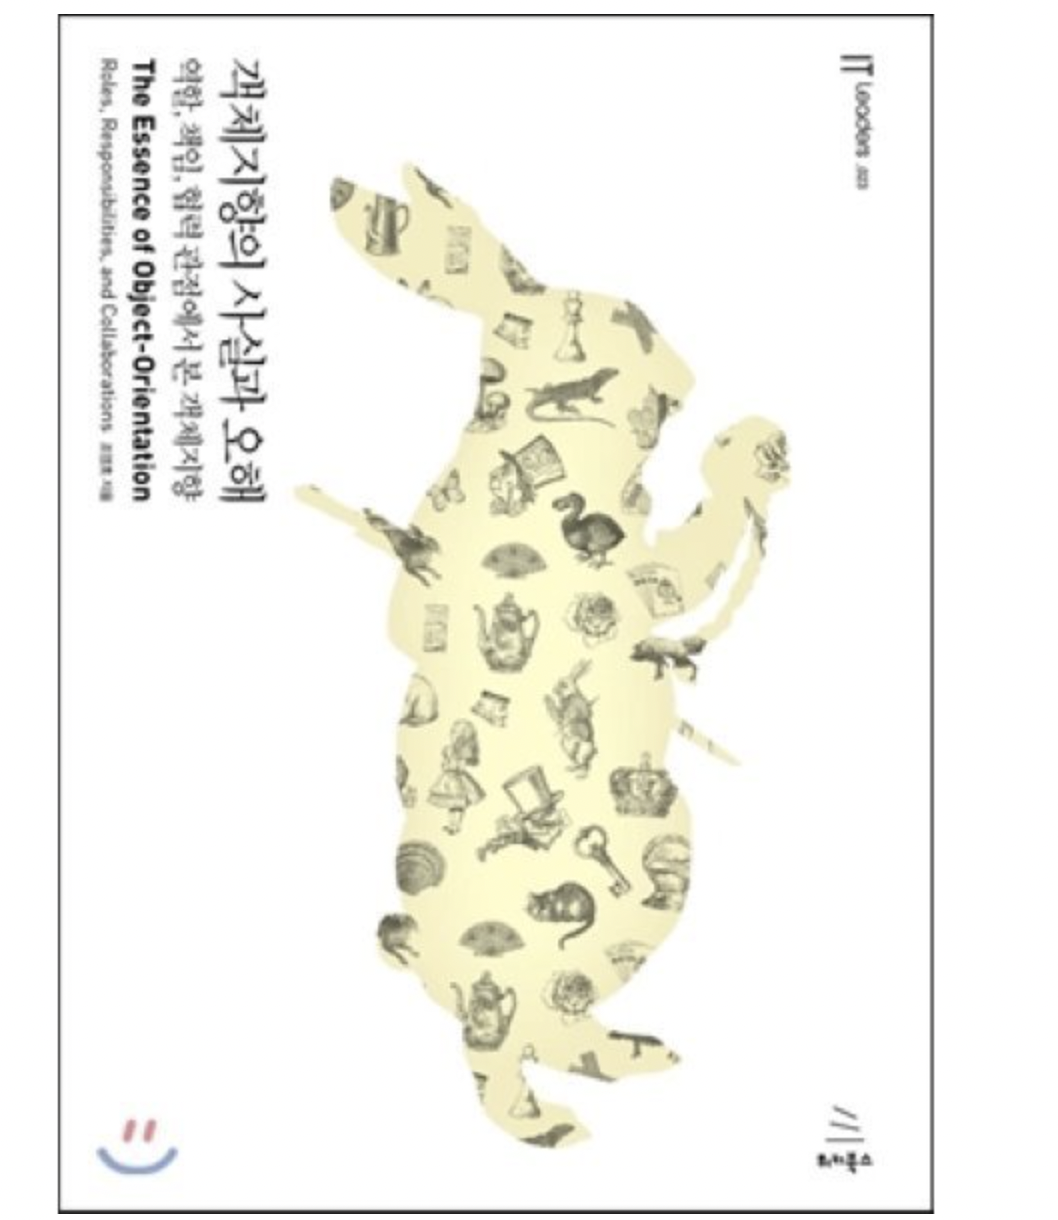 IT Leaders .023
객체지향의 사실과 오해
역할, 책임, 협력 관점에서 본 객체지향
The Essence of Object-Orientation
Roles, Responsibilities, and Collaborations 조영호 지음
위키북스